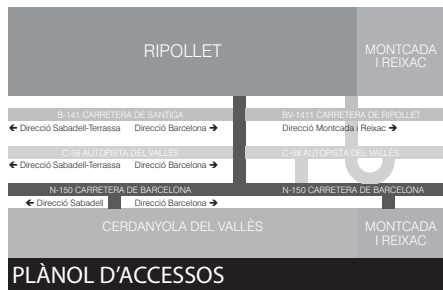 RIPOLLET
MONTCADA
I REIXAC
B-141 CARRETERA DE SANTIGA
BV-1411 CARRETERA DE RIPOLLET
← Direcció Sabadell-Terrassa
Direcció Barcelona →
Direcció Montcada i Reixac →
C-58 AUTOPISTA DEL VALLÈS
C-58 AUTOPISTA DEL VALLÈS
← Direcció Sabadell-Terrassa
Direcció Barcelona →
N-150 CARRETERA DE BARCELONA
N-150 CARRETERA DE BARCELONA
← Direcció Sabadell
Direcció Barcelona →
CERDANYOLA DEL VALLÈS
MONTCADA
I REIXAC
PLÀNOL D'ACCESSOS